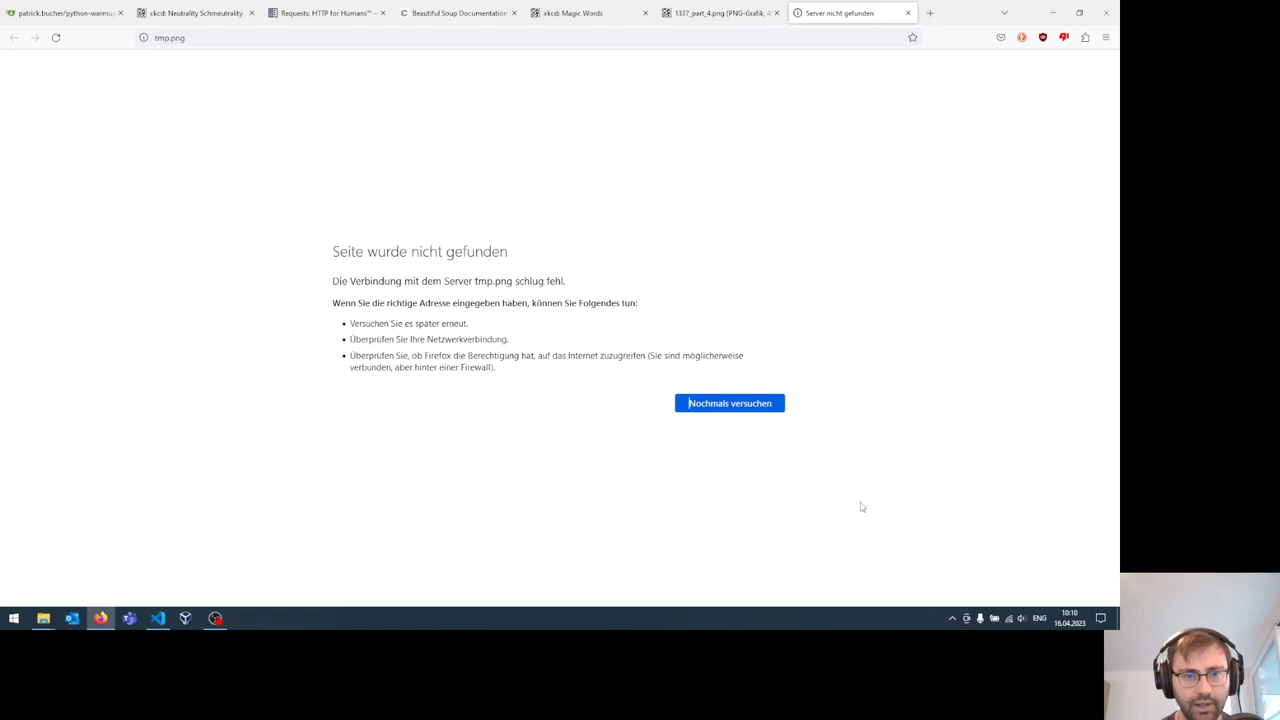 patrick.bucher/python-warmu
xkcd: Neutrality Schmeutrality
Requests: HTTP for Humans™ —
Beautiful Soup Documentation
xkcd: Magic Words
1337_part_4.png (PNG-Grafik, 4
Server nicht gefunden
tmp.png
Seite wurde nicht gefunden
Die Verbindung mit dem Server tmp.png schlug fehl.
Wenn Sie die richtige Adresse eingegeben haben, können Sie Folgendes tun:
• Versuchen Sie es später erneut.
• Überprüfen Sie Ihre Netzwerkverbindung.
• Überprüfen Sie, ob Firefox die Berechtigung hat, auf das Internet zuzugreifen (Sie sind möglicherweise
verbunden, aber hinter einer Firewall).
Nochmals versuchen
ENG
10:10
16.04.2023